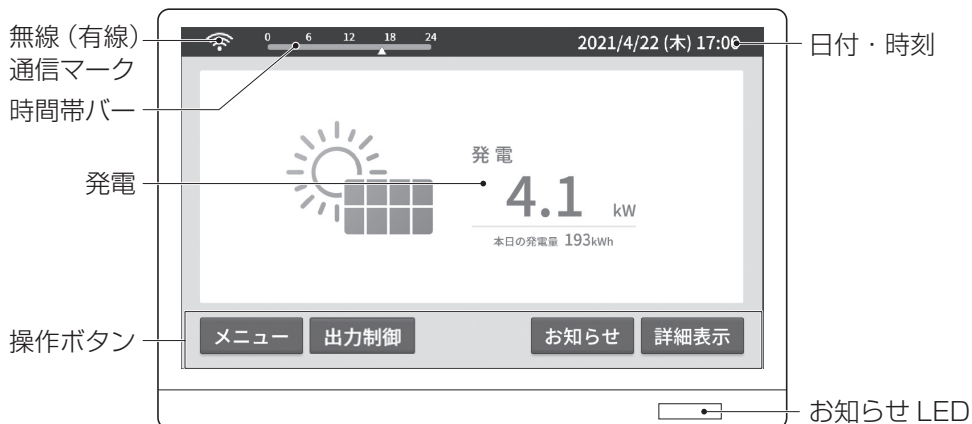 無線（有線）
通信マーク
時間帯バー
発電
操作ボタン
0 6 12 18 24
2021/4/22 (木) 17:00
発電
4.1 kW
本日の発電量 193kWh
メニュー 出力制御 お知らせ 詳細表示
日付・時刻
お知らせ LED